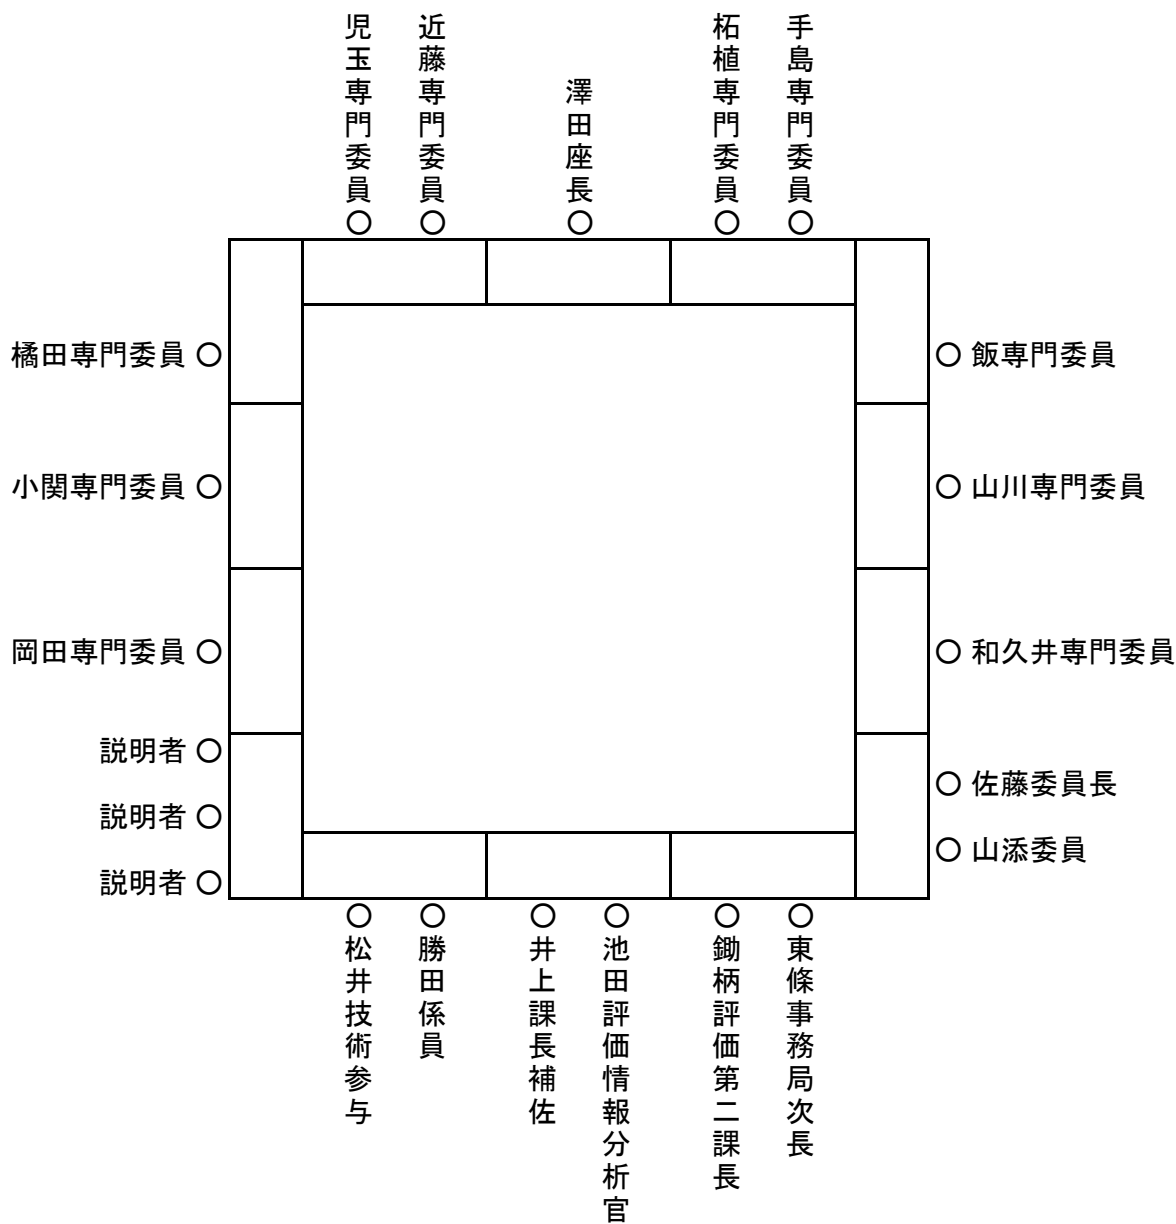 児玉専門委員
近藤専門委員
澤田座長
柘植専門委員
手島専門委員
橘田専門委員
飯専門委員
小関専門委員
山川専門委員
岡田専門委員
和久井専門委員
説明者
佐藤委員長
説明者
山添委員
説明者
松井技術参与
勝田係員
井上課長補佐
池田評価情報分析官
鋤柄評価第二課長
東條事務局次長